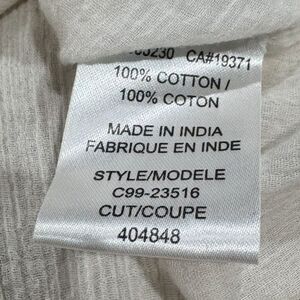 CA#19371
100% COTTON /
100% COTON
MADE IN INDIA
FABRIQUE EN INDE
STYLE/MODELE
C99-23516
CUT/COUPE
404848